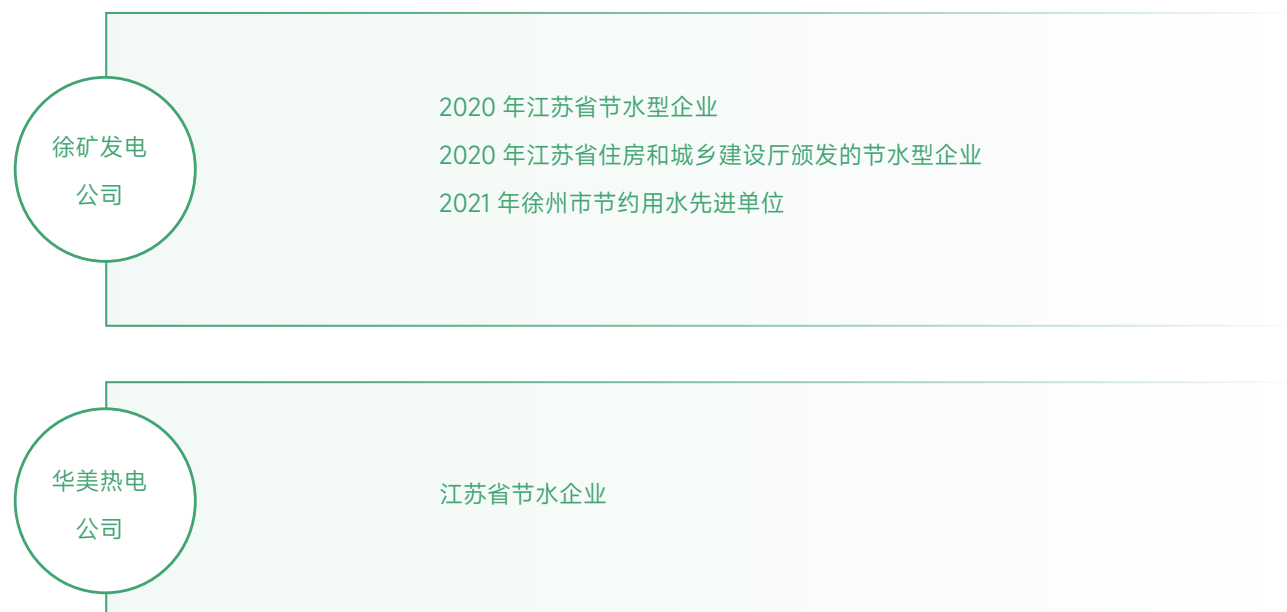 徐矿发电
公司
2020 年江苏省节水型企业
2020 年江苏省住房和城乡建设厅颁发的节水型企业
2021 年徐州市节约用水先进单位
华美热电
公司
江苏省节水企业